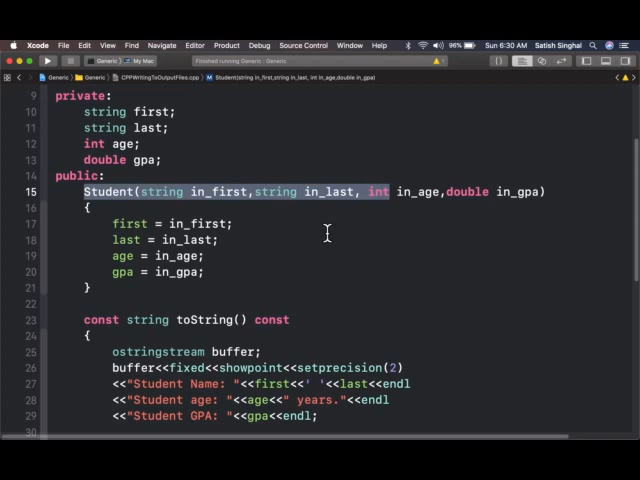 Xcode File Edit View Find Navigate Editor Product Debug Source Control Window Help 96% Sun 6:30 AM Satish Singhal
Generic My Mac Finished running Generic : Generic 1
Generic Generic CPPWritingToOutputFiles.cpp M Student(string in_first,string in_last, int in_age,double in_gpa)
9 private:
10 string first;
11 string last;
12 int age;
13 double gpa;
14 public:
15 Student(string in_first,string in_last, int in_age,double in_gpa)
16 {
17 first = in_first;
18 last = in_last;
19 age = in_age;
20 gpa = in_gpa;
21 }
22
23 const string toString() const
24 {
25 ostringstream buffer;
26 buffer<<fixed<<showpoint<<setprecision(2)
27 <<"Student Name: "<<first<<' '<<last<<endl
28 <<"Student age: "<<age<<" years."<<endl
29 <<"Student GPA: "<<gpa<<endl;
30